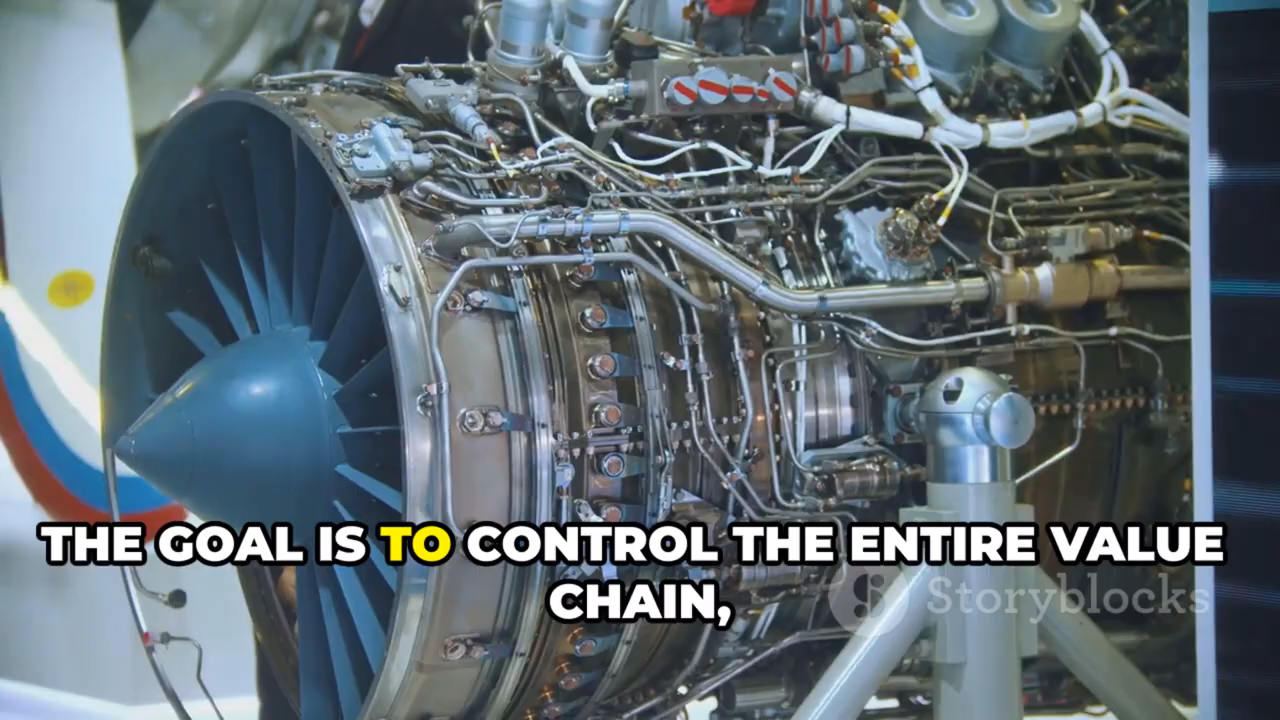 THE GOAL IS TO CONTROL THE ENTIRE VALUE
CHAIN,
Storyblocks